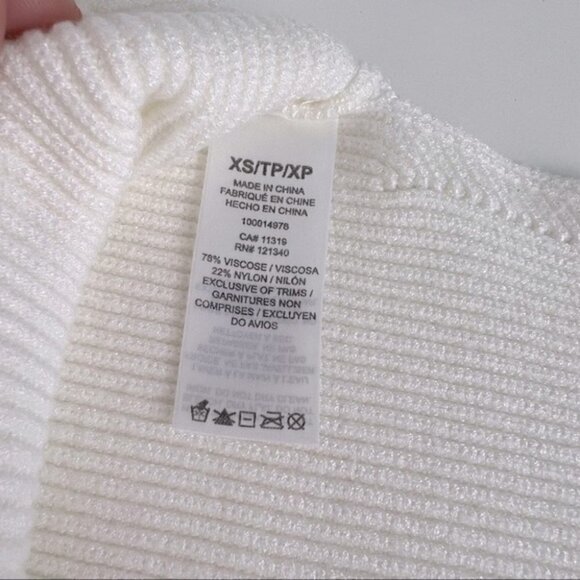 XS/TP/XP
MADE IN CHINA
FABRIQUÉ EN CHINE
HECHO EN CHINA
100014978
CA# 11319
RN# 121340
78% VISCOSE / VISCOSA
22% NYLON / NILÓN
EXCLUSIVE OF TRIMS /
GARNITURES NON
COMPRISES / EXCLUYEN
DO AVIOS